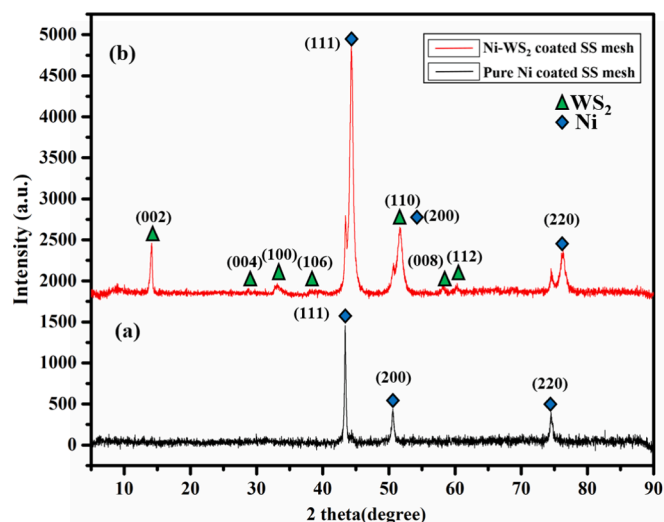 5000
4500
4000
3500
3000
2500
2000
1500
1000
500
0
Intensity (a.u.)
(b)
(111)
Ni-WS₂ coated SS mesh
Pure Ni coated SS mesh
WS₂
Ni
(002)
(004)
(100)
(106)
(110)
(200)
(008)
(112)
(220)
(a)
(111)
(200)
(220)
10 20 30 40 50 60 70 80 90
2 theta(degree)